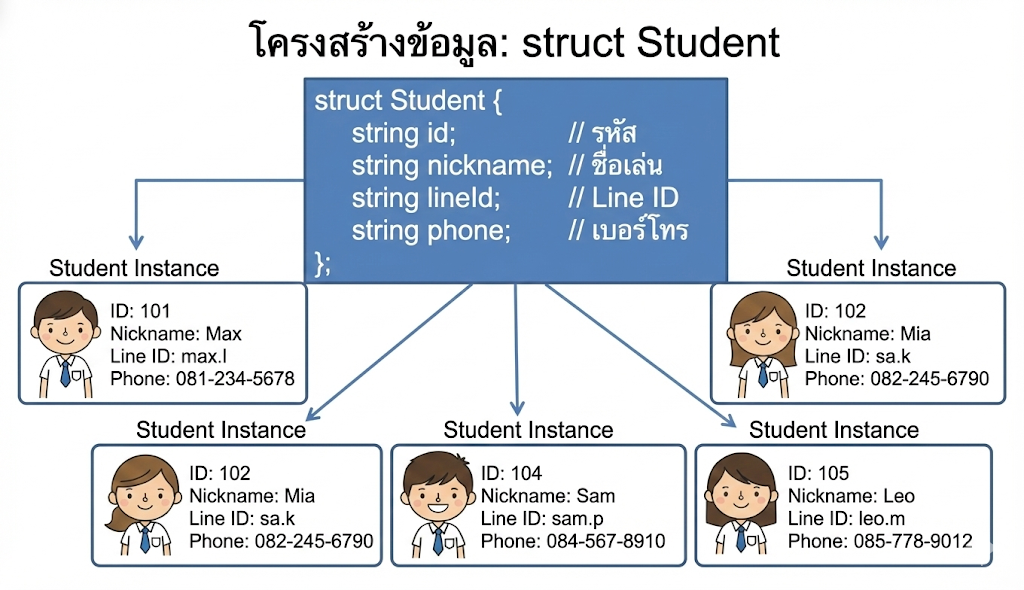 โครงสร้างข้อมูล: struct Student
struct Student {
string id; // รหัส
string nickname; // ชื่อเล่น
string lineId; // Line ID
string phone; // เบอร์โทร
};
Student Instance
ID: 101
Nickname: Max
Line ID: max.l
Phone: 081-234-5678
Student Instance
ID: 102
Nickname: Mia
Line ID: sa.k
Phone: 082-245-6790
Student Instance
ID: 102
Nickname: Mia
Line ID: sa.k
Phone: 082-245-6790
Student Instance
ID: 104
Nickname: Sam
Line ID: sam.p
Phone: 084-567-8910
Student Instance
ID: 105
Nickname: Leo
Line ID: leo.m
Phone: 085-778-9012